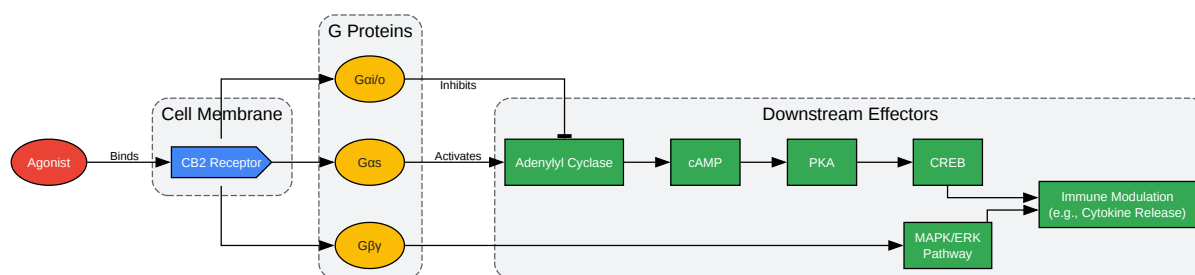 G Proteins
Gαi/o
Inhibits
Cell Membrane
Downstream Effectors
Agonist
Binds
CB2 Receptor
Gαs
Activates
Adenylyl Cyclase
cAMP
PKA
CREB
Immune Modulation
(e.g., Cytokine Release)
Gβγ
MAPK/ERK
Pathway